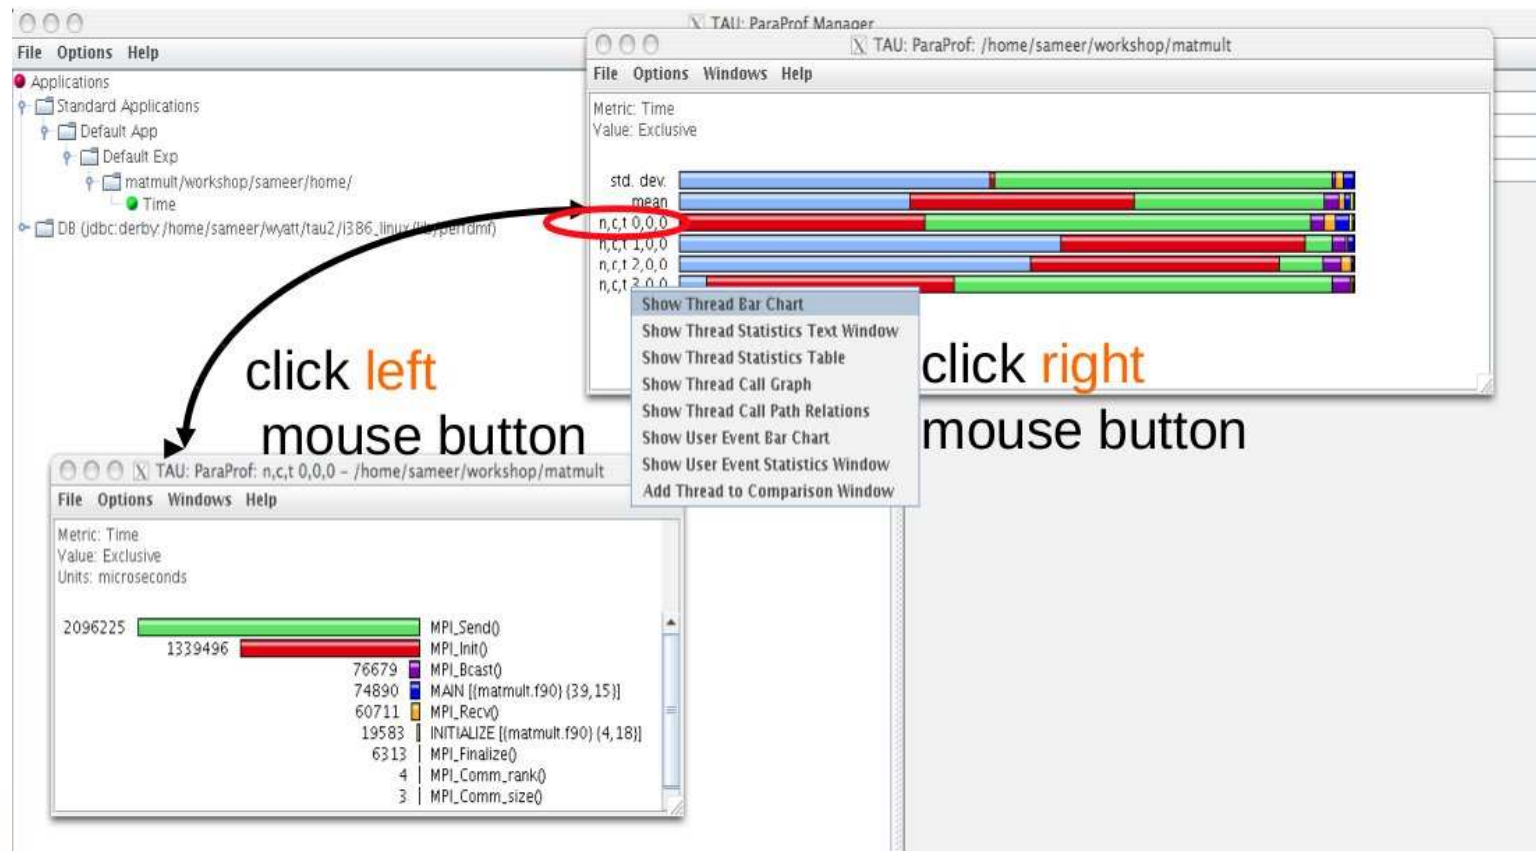 TAU: ParaProf Manager
File Options Help
Applications
Standard Applications
Default App
Default Exp
matmult/workshop/sameer/home/
Time
DB (jdbc:derby:/home/sameer/wyatt/tau2/i386_linux/lib/perfdmf)
TAU: ParaProf: /home/sameer/workshop/matmult
File Options Windows Help
Metric: Time
Value: Exclusive
std. dev.
mean
n,c,t 0,0,0
n,c,t 1,0,0
n,c,t 2,0,0
n,c,t 3,0,0
Show Thread Bar Chart
Show Thread Statistics Text Window
Show Thread Statistics Table
Show Thread Call Graph
Show Thread Call Path Relations
Show User Event Bar Chart
Show User Event Statistics Window
Add Thread to Comparison Window
click left
mouse button
click right
mouse button
TAU: ParaProf: n,c,t 0,0,0 – /home/sameer/workshop/matmult
File Options Windows Help
Metric: Time
Value: Exclusive
Units: microseconds
2096225 MPI_Send()
1339496 MPI_Init()
76679 MPI_Bcast()
74890 MAIN [{matmult.f90} {39,15}]
60711 MPI_Recv()
19583 INITIALIZE [{matmult.f90} {4,18}]
6313 MPI_Finalize()
4 MPI_Comm_rank()
3 MPI_Comm_size()